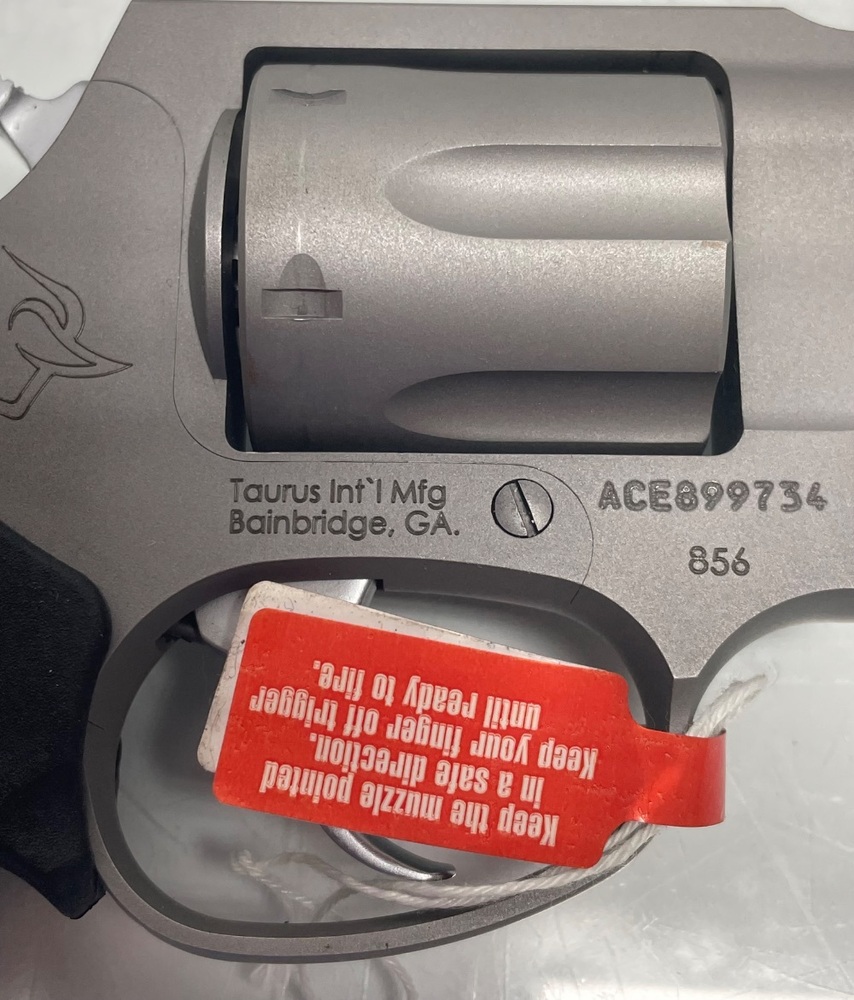 Taurus Int`l Mfg
Bainbridge, GA.
ACE899734
856
Keep the muzzle pointed
in a safe direction.
Keep your finger off trigger
until ready to fire.